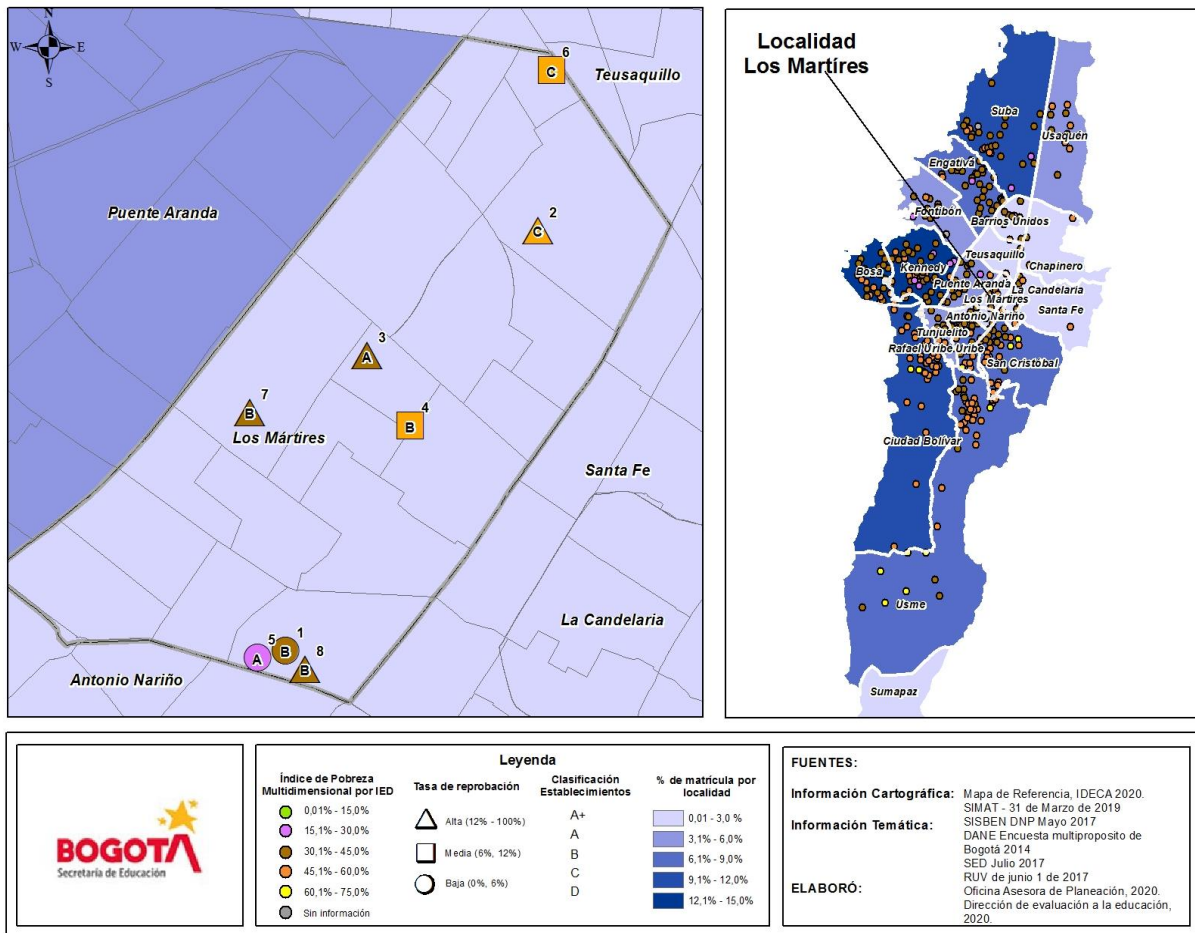 N
W
E
S
6
C
Teusaquillo
Puente Aranda
2
C
3
A
7
B
4
B
Los Mártires
Santa Fe
La Candelaria
5
1
A
B
8
B
Antonio Nariño
Localidad
Los Martíres
Suba
Usaquén
Engativá
Fontibón
Barrios Unidos
Teusaquillo
Chapinero
Bosa
Kennedy
Puente Aranda
La Candelaria
Los Mártires
Santa Fe
Antonio Nariño
Tunjuelito
Rafael Uribe Uribe
San Cristóbal
Ciudad Bolívar
Usme
Sumapaz
BOGOTÁ
Secretaría de Educación
Leyenda
Índice de Pobreza
Multidimensional por IED
0,01% - 15,0%
15,1% - 30,0%
30,1% - 45,0%
45,1% - 60,0%
60,1% - 75,0%
Sin información
Tasa de reprobación
Alta (12% - 100%)
Media (6%, 12%)
Baja (0%, 6%)
Clasificación
Establecimientos
A+
A
B
C
D
% de matrícula por
localidad
0,01 - 3,0 %
3,1% - 6,0%
6,1% - 9,0%
9,1% - 12,0%
12,1% - 15,0%
FUENTES:
Información Cartográfica: Mapa de Referencia, IDECA 2020.
SIMAT - 31 de Marzo de 2019
Información Temática: SISBEN DNP Mayo 2017
DANE Encuesta multiproposito de
Bogotá 2014
SED Julio 2017
RUV de junio 1 de 2017
ELABORÓ: Oficina Asesora de Planeación, 2020.
Dirección de evaluación a la educación,
2020.